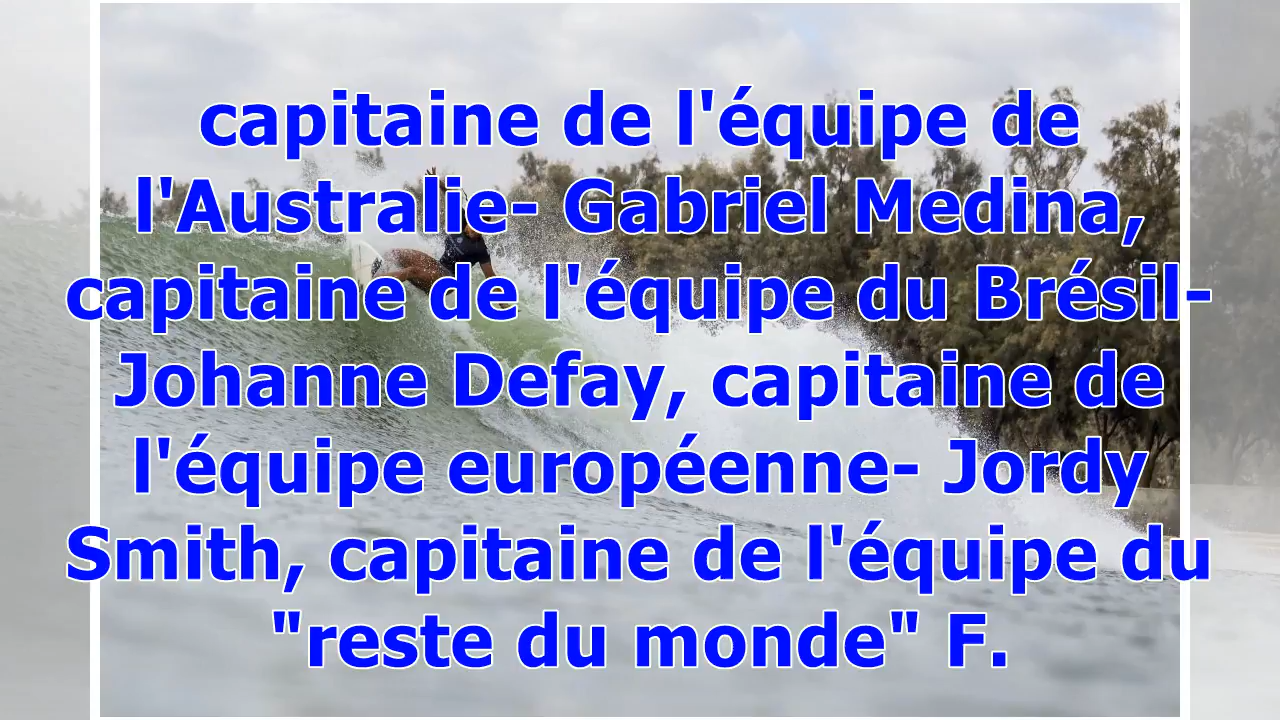 capitaine de l'équipe de
l'Australie- Gabriel Medina,
capitaine de l'équipe du Brésil-
Johanne Defay, capitaine de
l'équipe européenne- Jordy
Smith, capitaine de l'équipe du
"reste du monde" F.